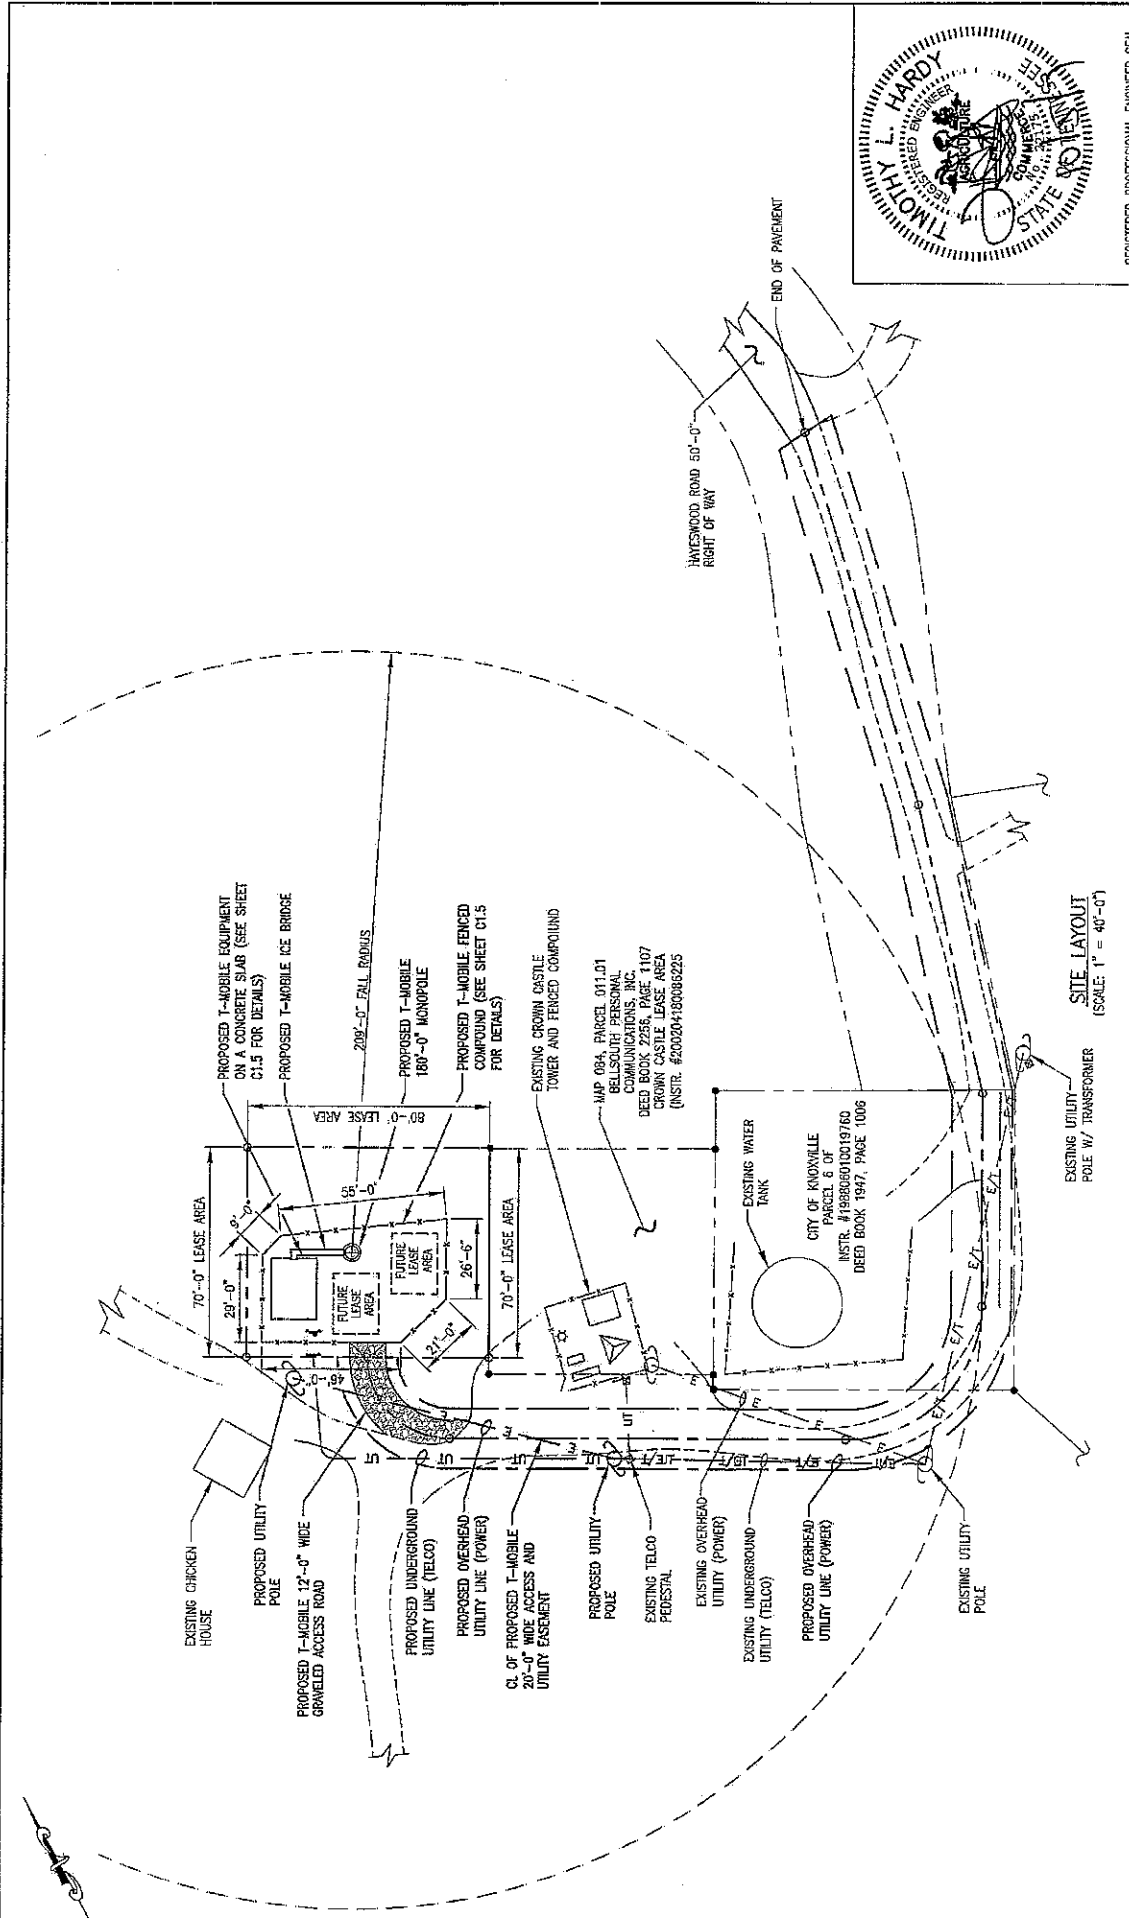 PROPOSED T-MOBILE EQUIPMENT
ON A CONCRETE SLAB (SEE SHEET
C1.5 FOR DETAILS)
PROPOSED T-MOBILE ICE BRIDGE
209'-0" FALL RADIUS
PROPOSED T-MOBILE
180'-0" MONOPOLE
PROPOSED T-MOBILE FENCED
COMPOUND (SEE SHEET C1.5
FOR DETAILS)
EXISTING CROWN CASTLE
TOWER AND FENCED COMPOUND
MAP 084, PARCEL 011.01
BELLSOUTH PERSONAL
COMMUNICATIONS, INC.
DEED BOOK 2256, PAGE 1107
CROWN CASTLE LEASE AREA
(INSTR. #200204180086225
EXISTING WATER
TANK
CITY OF KNOXVILLE
PARCEL 6 OF
INSTR. #198806010019760
DEED BOOK 1947, PAGE 1006
70'-0" LEASE AREA
80'-0" LEASE AREA
70'-0" LEASE AREA
29'-0"
9'-0"
55'-0"
26'-6"
21'-0"
46'-0"
FUTURE
LEASE
AREA
FUTURE
LEASE
AREA
EXISTING CHICKEN
HOUSE
PROPOSED UTILITY
POLE
PROPOSED T-MOBILE 12'-0" WIDE
GRAVELED ACCESS ROAD
PROPOSED UNDERGROUND
UTILITY LINE (TELCO)
PROPOSED OVERHEAD
UTILITY LINE (POWER)
CL OF PROPOSED T-MOBILE
20'-0" WIDE ACCESS AND
UTILITY EASEMENT
PROPOSED UTILITY
POLE
EXISTING TELCO
PEDESTAL
EXISTING OVERHEAD
UTILITY (POWER)
EXISTING UNDERGROUND
UTILITY (TELCO)
PROPOSED OVERHEAD
UTILITY LINE (POWER)
EXISTING UTILITY
POLE
UT
UT
UT
UT
UT
UT
E
E
E
E
E
E
E/T
E/T
E/T
E/T
E/T
E/T
E/T
E/T
EXISTING UTILITY
POLE W/ TRANSFORMER
HAYESWOOD ROAD 50'-0"
RIGHT OF WAY
END OF PAVEMENT
SITE LAYOUT
(SCALE: 1" = 40'-0")
TIMOTHY L. HARDY
REGISTERED ENGINEER
AGRICULTURE
COMMERCE
STATE OF TENNESSEE
REGISTERED PROFESSIONAL ENGINEER SEAL